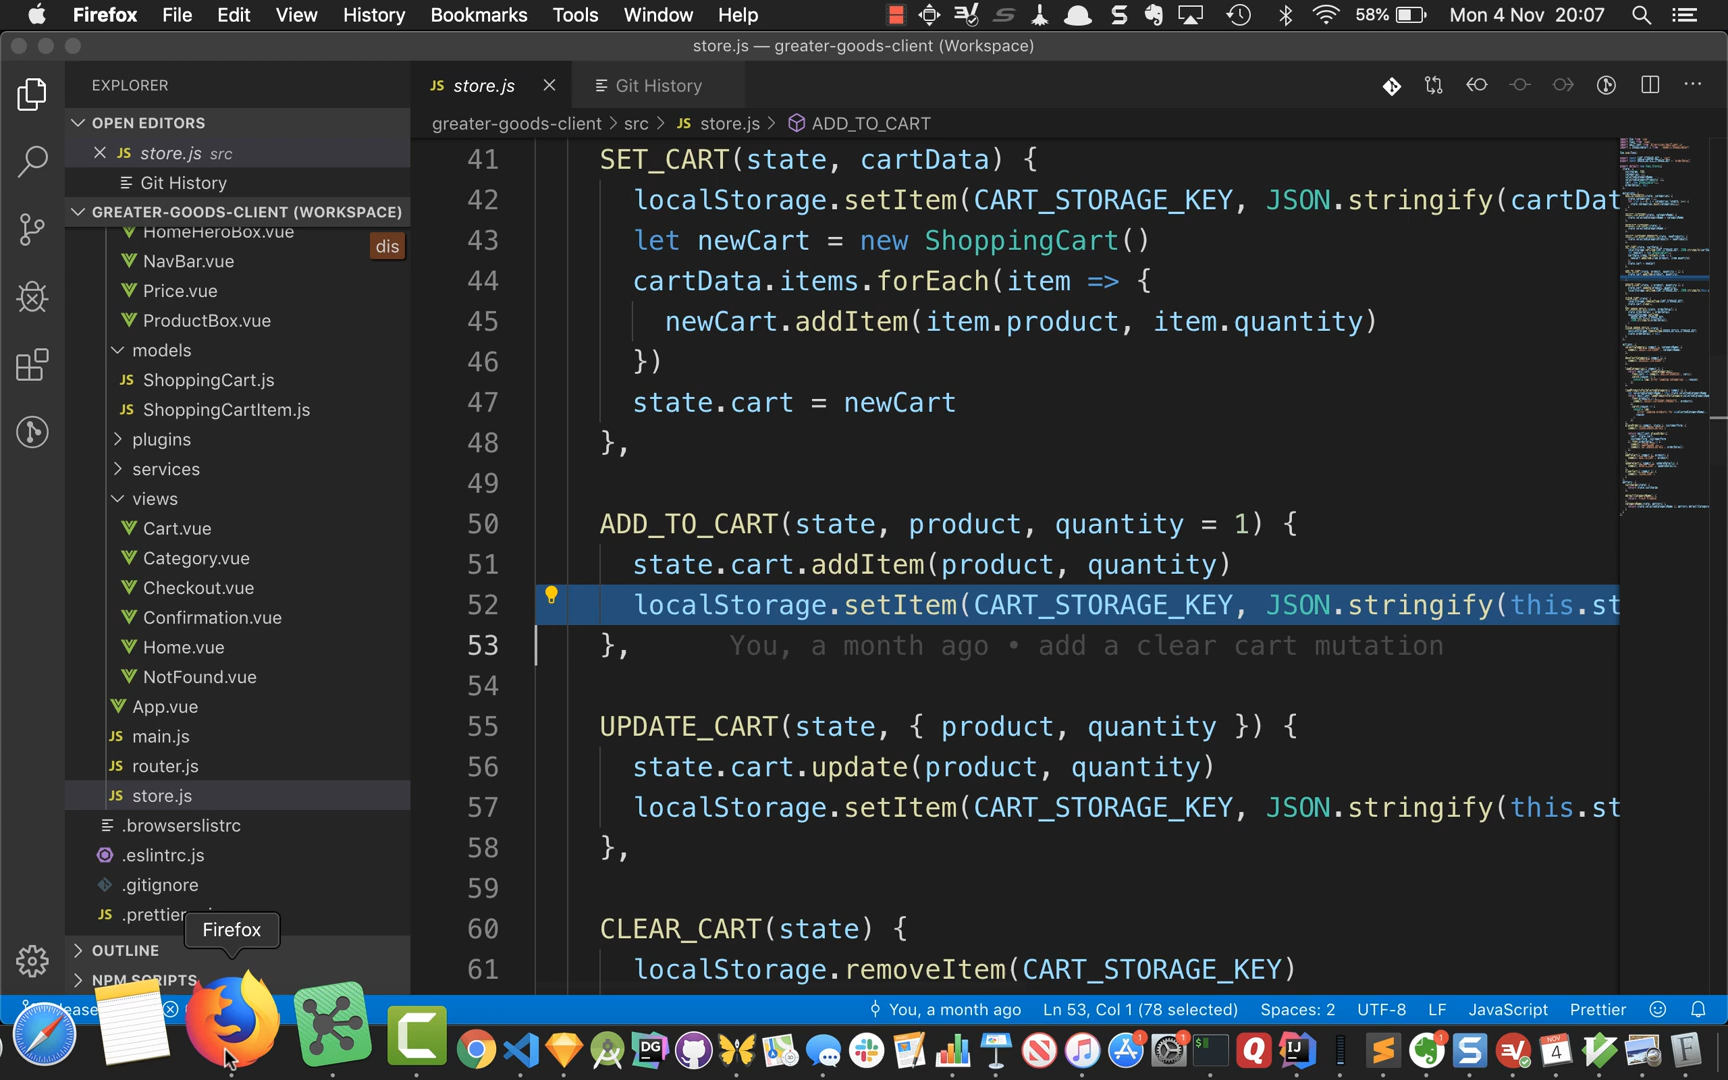 Firefox File Edit View History Bookmarks Tools Window Help 58% Mon 4 Nov 20:07
store.js — greater-goods-client (Workspace)
EXPLORER
JS store.js
Git History
OPEN EDITORS
greater-goods-client > src > JS store.js > ADD_TO_CART
JS store.js src
Git History
GREATER-GOODS-CLIENT (WORKSPACE)
HomeHeroBox.vue
dis
NavBar.vue
Price.vue
ProductBox.vue
models
JS ShoppingCart.js
JS ShoppingCartItem.js
plugins
services
views
Cart.vue
Category.vue
Checkout.vue
Confirmation.vue
Home.vue
NotFound.vue
App.vue
JS main.js
JS router.js
JS store.js
.browserslistrc
.eslintrc.js
.gitignore
JS .prettier
OUTLINE
NPM SCRIPTS
Firefox
41 SET_CART(state, cartData) {
42 localStorage.setItem(CART_STORAGE_KEY, JSON.stringify(cartDat
43 let newCart = new ShoppingCart()
44 cartData.items.forEach(item => {
45 newCart.addItem(item.product, item.quantity)
46 })
47 state.cart = newCart
48 },
49
50 ADD_TO_CART(state, product, quantity = 1) {
51 state.cart.addItem(product, quantity)
52 localStorage.setItem(CART_STORAGE_KEY, JSON.stringify(this.st
53 }, You, a month ago • add a clear cart mutation
54
55 UPDATE_CART(state, { product, quantity }) {
56 state.cart.update(product, quantity)
57 localStorage.setItem(CART_STORAGE_KEY, JSON.stringify(this.st
58 },
59
60 CLEAR_CART(state) {
61 localStorage.removeItem(CART_STORAGE_KEY)
You, a month ago Ln 53, Col 1 (78 selected) Spaces: 2 UTF-8 LF JavaScript Prettier